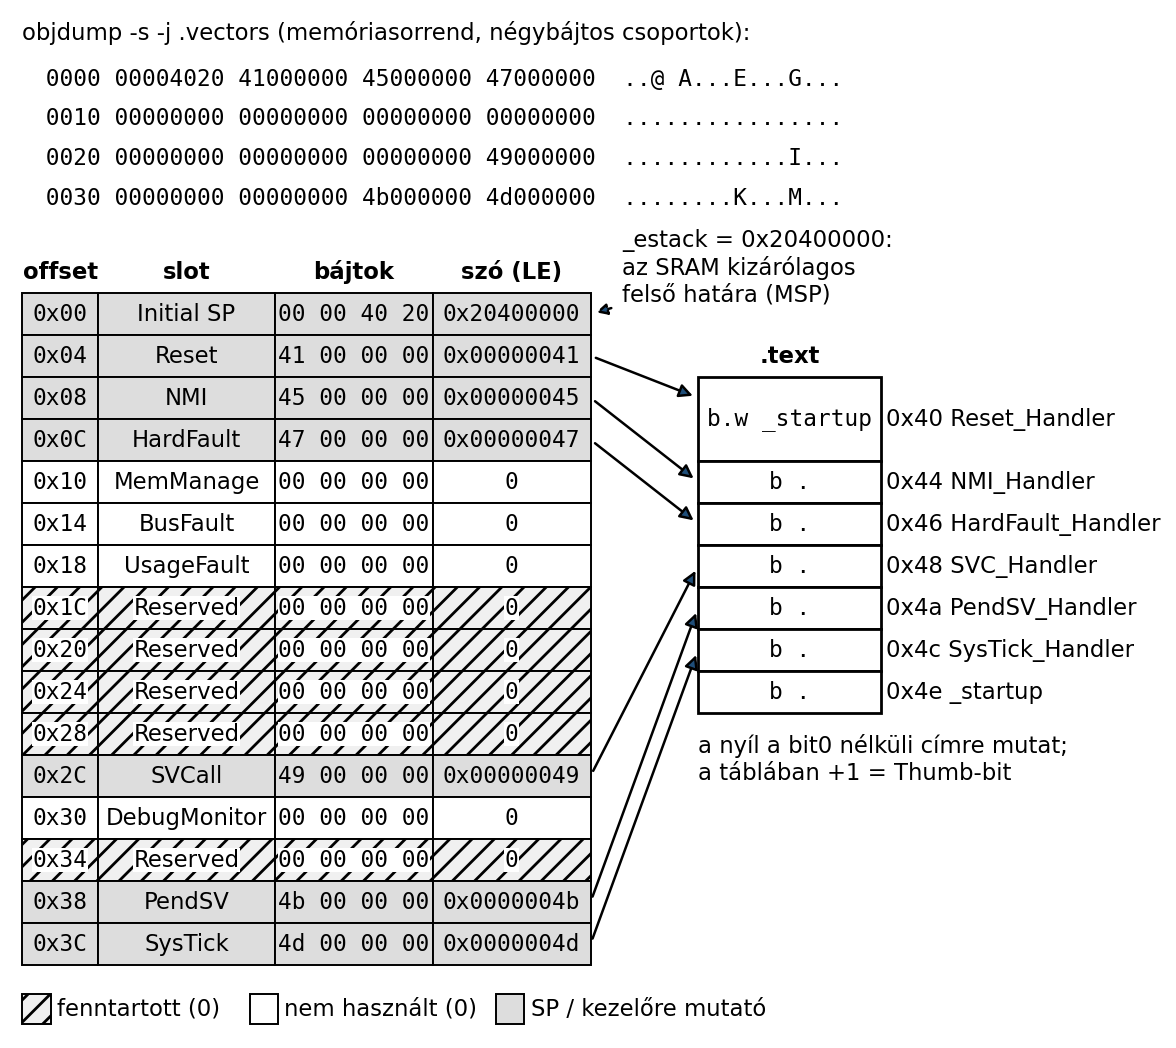 objdump -s -j .vectors (memóriasorrend, négybájtos csoportok):
0000 00004020 41000000 45000000 47000000  ..@ A...E...G...
0010 00000000 00000000 00000000 00000000  ................
0020 00000000 00000000 00000000 49000000  ............I...
0030 00000000 00000000 4b000000 4d000000  ........K...M...
_estack = 0x20400000:
az SRAM kizárólagos
felső határa (MSP)
offset slot bájtok szó (LE)
0x00 Initial SP 00 00 40 20 0x20400000
0x04 Reset 41 00 00 00 0x00000041
0x08 NMI 45 00 00 00 0x00000045
0x0C HardFault 47 00 00 00 0x00000047
0x10 MemManage 00 00 00 00 0
0x14 BusFault 00 00 00 00 0
0x18 UsageFault 00 00 00 00 0
0x1C Reserved 00 00 00 00 0
0x20 Reserved 00 00 00 00 0
0x24 Reserved 00 00 00 00 0
0x28 Reserved 00 00 00 00 0
0x2C SVCall 49 00 00 00 0x00000049
0x30 DebugMonitor 00 00 00 00 0
0x34 Reserved 00 00 00 00 0
0x38 PendSV 4b 00 00 00 0x0000004b
0x3C SysTick 4d 00 00 00 0x0000004d
.text
b.w _startup 0x40 Reset_Handler
b . 0x44 NMI_Handler
b . 0x46 HardFault_Handler
b . 0x48 SVC_Handler
b . 0x4a PendSV_Handler
b . 0x4c SysTick_Handler
b . 0x4e _startup
a nyíl a bit0 nélküli címre mutat;
a táblában +1 = Thumb-bit
fenntartott (0) nem használt (0) SP / kezelőre mutató